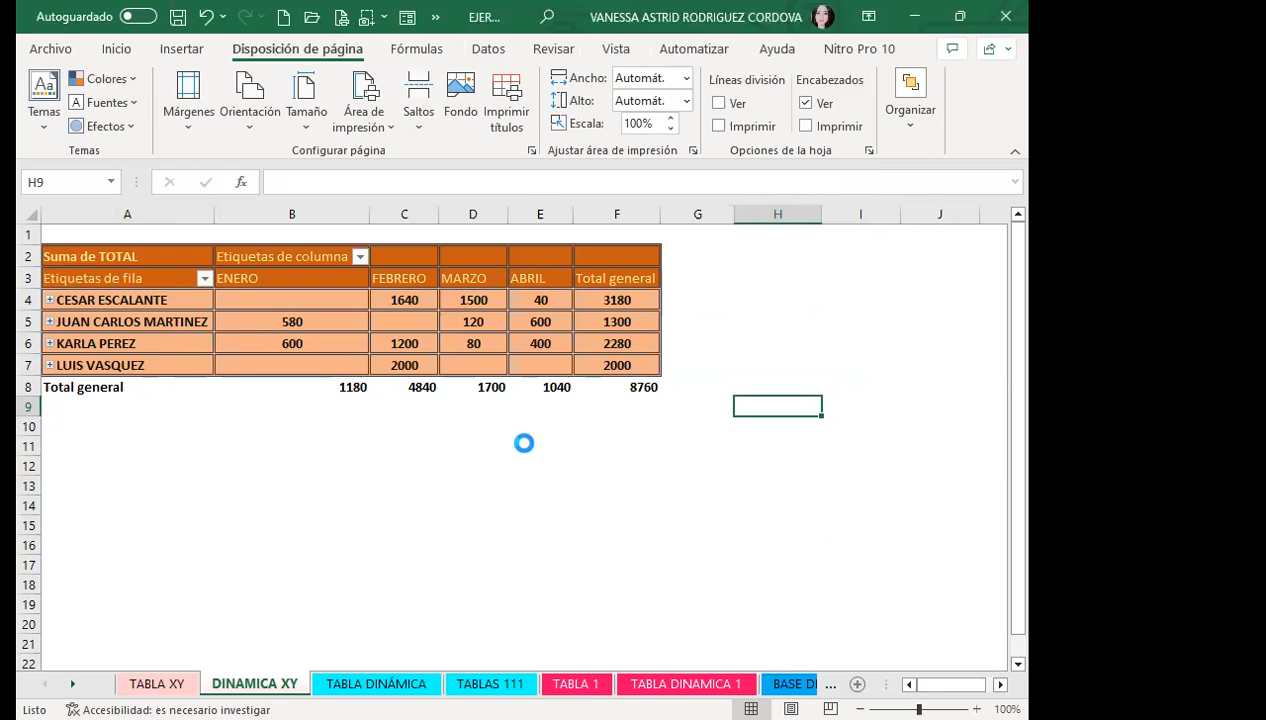 Autoguardado EJER... VANESSA ASTRID RODRIGUEZ CORDOVA
Archivo Inicio Insertar Disposición de página Fórmulas Datos Revisar Vista Automatizar Ayuda Nitro Pro 10
Aa Temas Colores Fuentes Efectos Márgenes Orientación Tamaño Área de impresión Saltos Fondo Imprimir títulos Ancho: Automát. Líneas división Encabezados Organizar
Alto: Automát. Ver Ver
Escala: 100% Imprimir Imprimir
Temas Configurar página Ajustar área de impresión Opciones de la hoja
H9 fx
A B C D E F G H I J
1
2 Suma de TOTAL Etiquetas de columna
3 Etiquetas de fila ENERO FEBRERO MARZO ABRIL Total general
4 CESAR ESCALANTE 1640 1500 40 3180
5 JUAN CARLOS MARTINEZ 580 120 600 1300
6 KARLA PEREZ 600 1200 80 400 2280
7 LUIS VASQUEZ 2000 2000
8 Total general 1180 4840 1700 1040 8760
9
10
11
12
13
14
15
16
17
18
19
20
21
22
TABLA XY DINAMICA XY TABLA DINÁMICA TABLAS 111 TABLA 1 TABLA DINAMICA 1 BASE DI ...
Listo Accesibilidad: es necesario investigar 100%